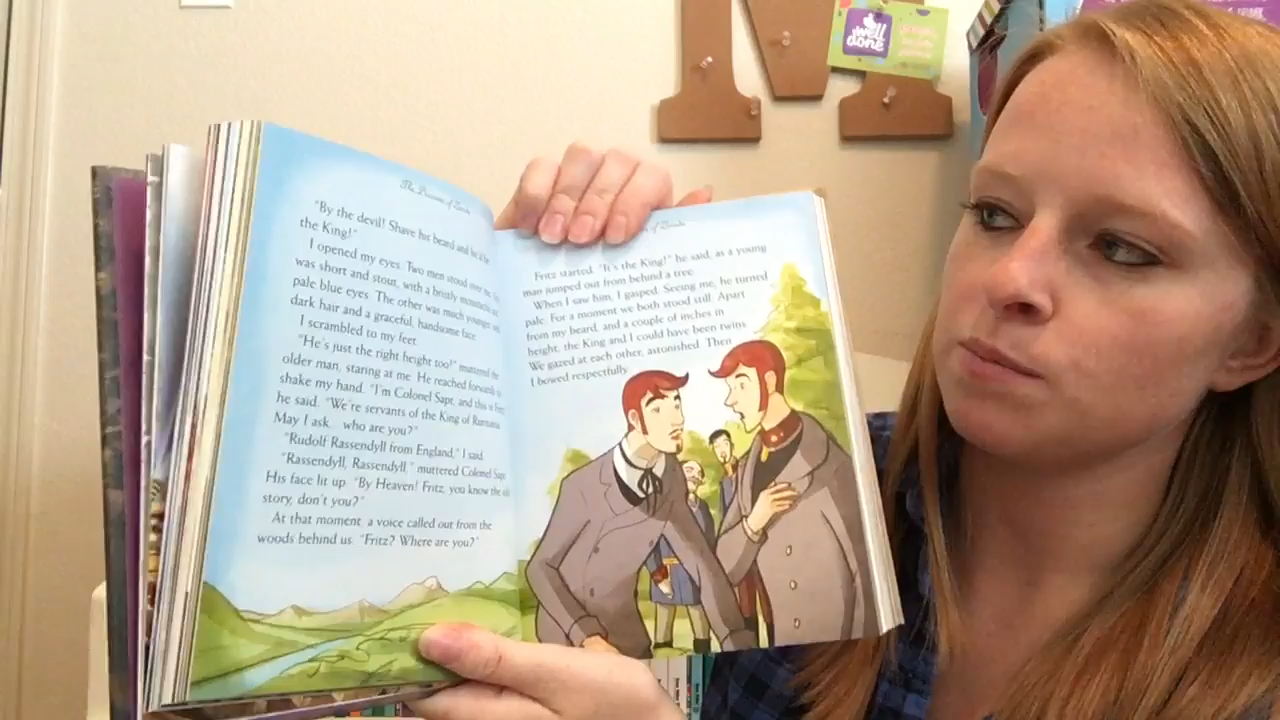 well
done
The Prisoner of Zenda
"By the devil! Shave his beard and he'd be
the King!"
I opened my eyes. Two men stood over me. One
was short and stout, with a bristly moustache and
pale blue eyes. The other was much younger, with
dark hair and a graceful, handsome face.
I scrambled to my feet.
"He's just the right height too!" muttered the
older man, staring at me. He reached forwards to
shake my hand. "I'm Colonel Sapt, and this is Fritz,"
he said. "We're servants of the King of Ruritania.
May I ask, who are you?"
"Rudolf Rassendyll from England," I said.
"Rassendyll, Rassendyll," muttered Colonel Sapt.
His face lit up. "By Heaven! Fritz, you know the old
story, don't you?"
At that moment, a voice called out from the
woods behind us. "Fritz? Where are you?"
of Zenda
Fritz started. "It's the King!" he said, as a young
man jumped out from behind a tree.
When I saw him, I gasped. Seeing me, he turned
pale. For a moment we both stood still. Apart
from my beard, and a couple of inches in
height, the King and I could have been twins.
We gazed at each other, astonished. Then
I bowed respectfully.